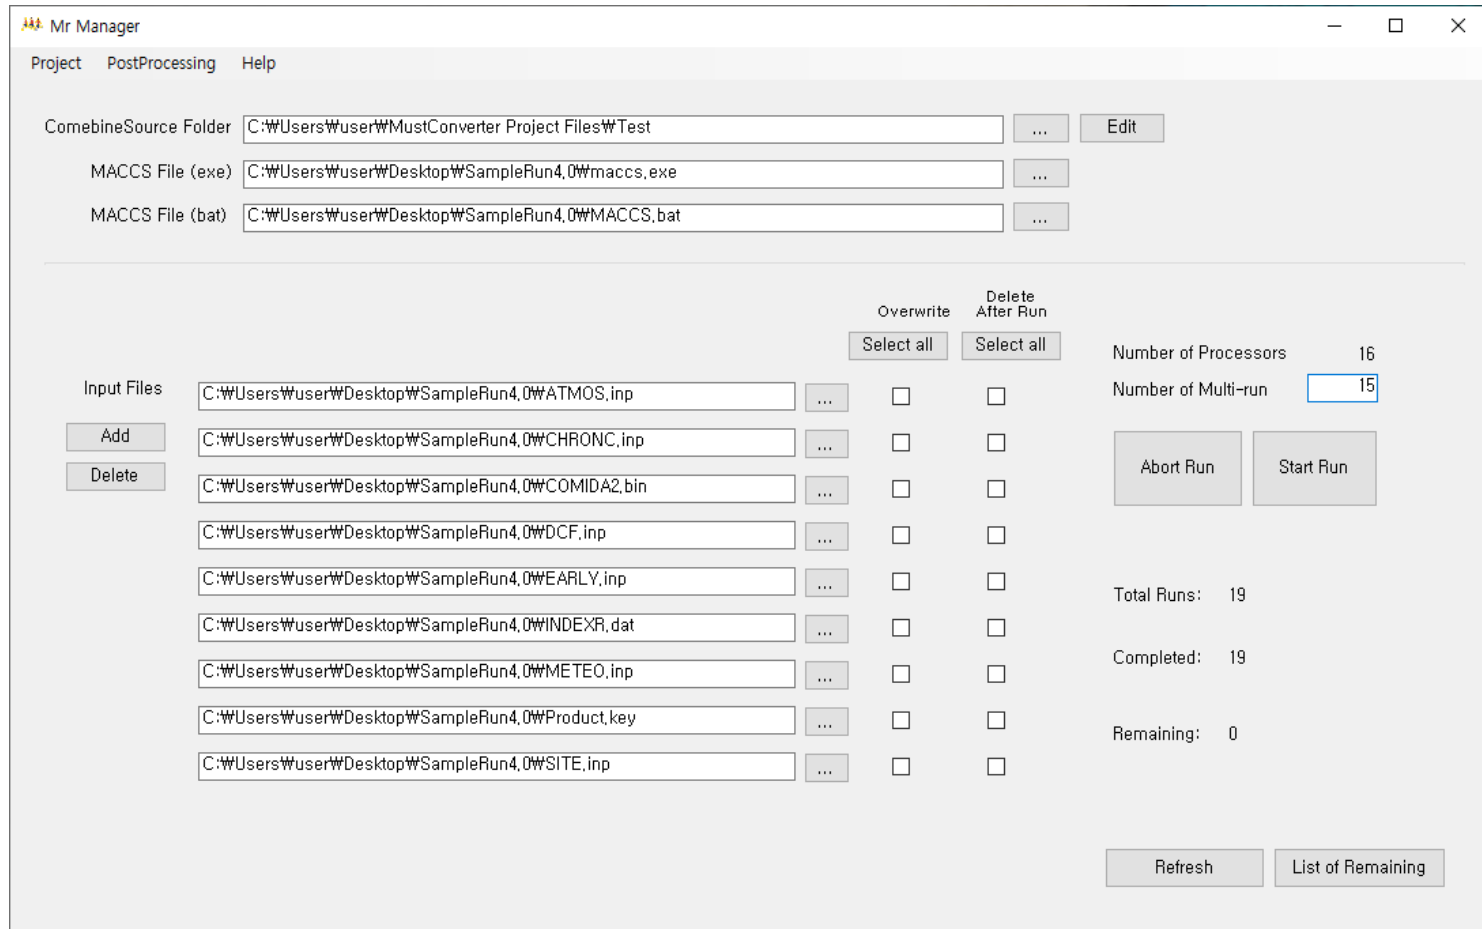 Mr Manager
Project PostProcessing Help
ComebineSource Folder C:₩Users₩user₩MustConverter Project Files₩Test ... Edit
MACCS File (exe) C:₩Users₩user₩Desktop₩SampleRun4.0₩maccs.exe ...
MACCS File (bat) C:₩Users₩user₩Desktop₩SampleRun4.0₩MACCS.bat ...
Overwrite
Delete
After Run
Select all Select all
Number of Processors 16
Number of Multi-run 15
Input Files
Add
Delete
C:₩Users₩user₩Desktop₩SampleRun4.0₩ATMOS.inp ...
C:₩Users₩user₩Desktop₩SampleRun4.0₩CHRONC.inp ...
C:₩Users₩user₩Desktop₩SampleRun4.0₩COMIDA2.bin ...
C:₩Users₩user₩Desktop₩SampleRun4.0₩DCF.inp ...
C:₩Users₩user₩Desktop₩SampleRun4.0₩EARLY.inp ...
C:₩Users₩user₩Desktop₩SampleRun4.0₩INDEXR.dat ...
C:₩Users₩user₩Desktop₩SampleRun4.0₩METEO.inp ...
C:₩Users₩user₩Desktop₩SampleRun4.0₩Product.key ...
C:₩Users₩user₩Desktop₩SampleRun4.0₩SITE.inp ...
Abort Run Start Run
Total Runs: 19
Completed: 19
Remaining: 0
Refresh List of Remaining